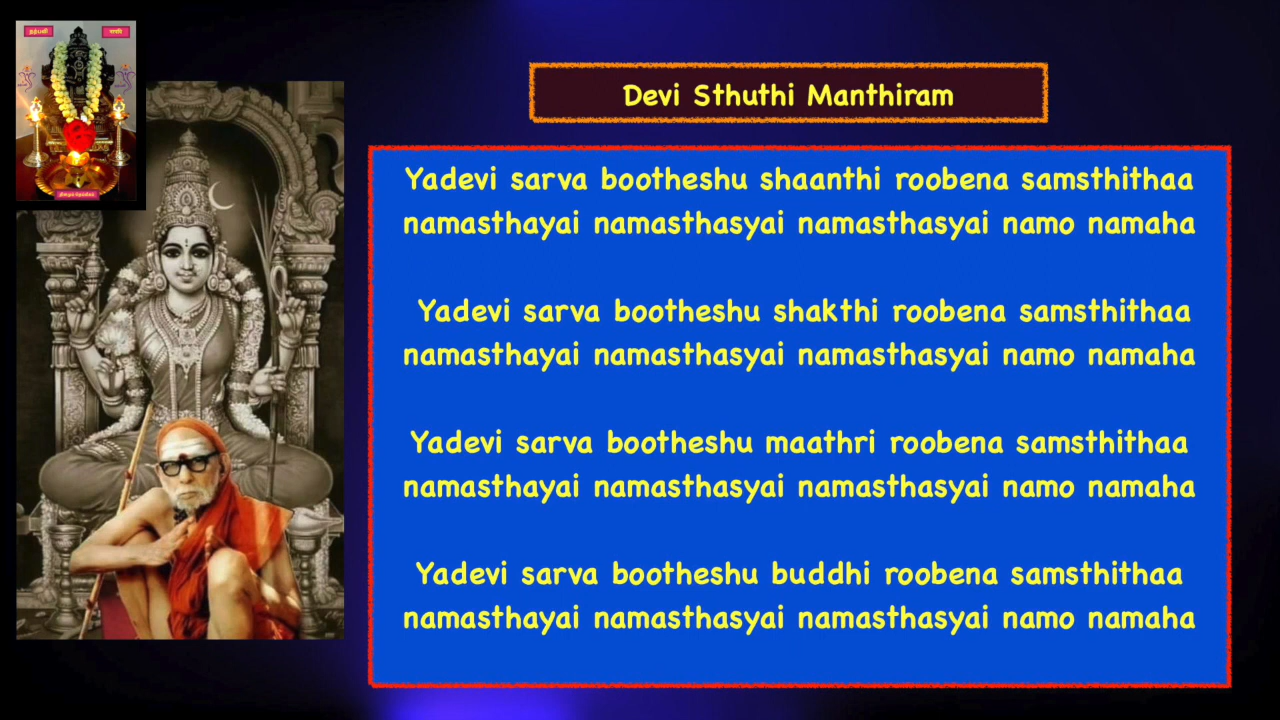 Devi Sthuthi Manthiram
Yadevi sarva bootheshu shaanthi roobena samsthithaa
namasthayai namasthasyai namasthasyai namo namaha
Yadevi sarva bootheshu shakthi roobena samsthithaa
namasthayai namasthasyai namasthasyai namo namaha
Yadevi sarva bootheshu maathri roobena samsthithaa
namasthayai namasthasyai namasthasyai namo namaha
Yadevi sarva bootheshu buddhi roobena samsthithaa
namasthayai namasthasyai namasthasyai namo namaha